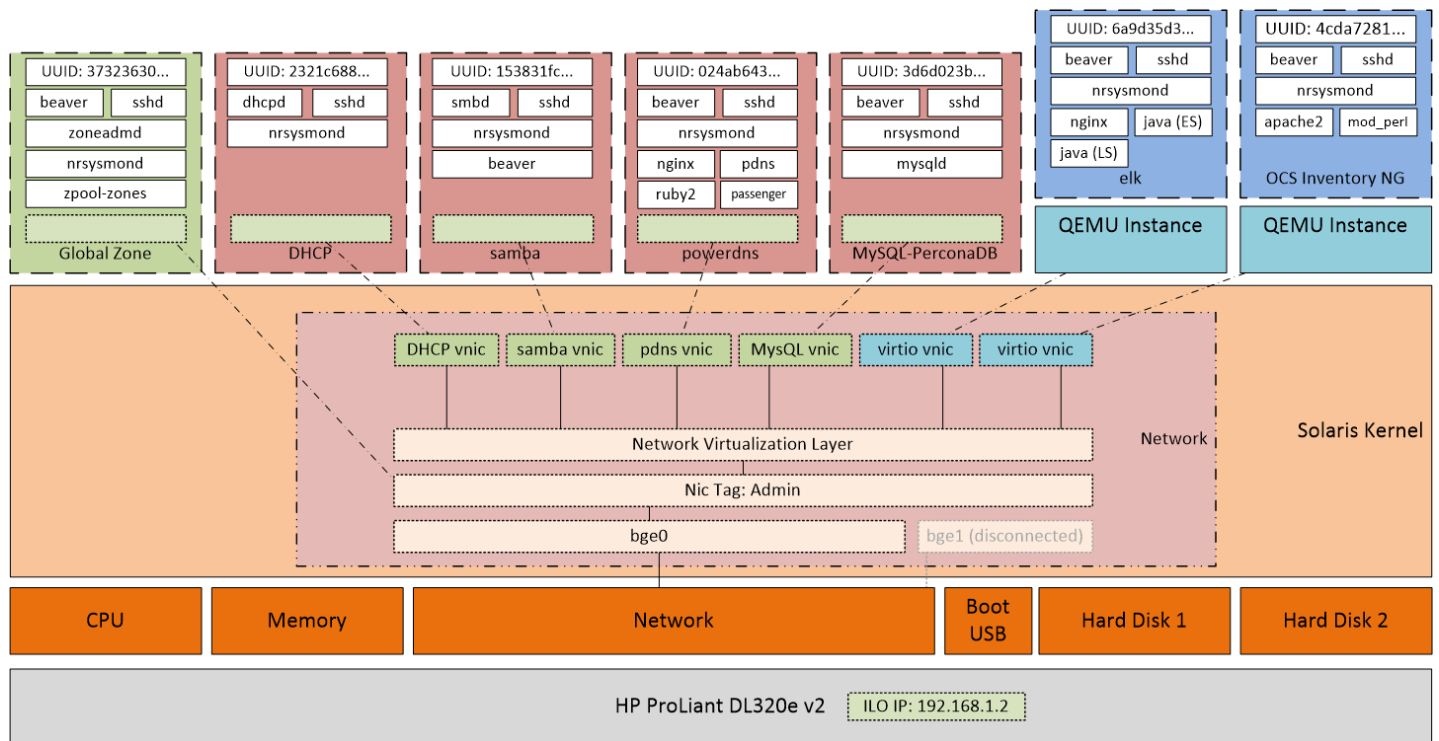 UUID: 37323630...
beaver
sshd
zoneadmd
nrsysmond
zpool-zones
Global Zone
UUID: 2321c688...
dhcpd
sshd
nrsysmond
DHCP
UUID: 153831fc...
smbd
sshd
nrsysmond
beaver
samba
UUID: 024ab643...
beaver
sshd
nrsysmond
nginx
pdns
ruby2
passenger
powerdns
UUID: 3d6d023b...
beaver
sshd
nrsysmond
mysqld
MySQL-PerconaDB
UUID: 6a9d35d3...
beaver
sshd
nrsysmond
nginx
java (ES)
java (LS)
elk
QEMU Instance
UUID: 4cda7281...
beaver
sshd
nrsysmond
apache2
mod_perl
OCS Inventory NG
QEMU Instance
DHCP vnic
samba vnic
pdns vnic
MysQL vnic
virtio vnic
virtio vnic
Network Virtualization Layer
Network
Solaris Kernel
Nic Tag: Admin
bge0
bge1 (disconnected)
CPU
Memory
Network
Boot
USB
Hard Disk 1
Hard Disk 2
HP ProLiant DL320e v2
ILO IP: 192.168.1.2